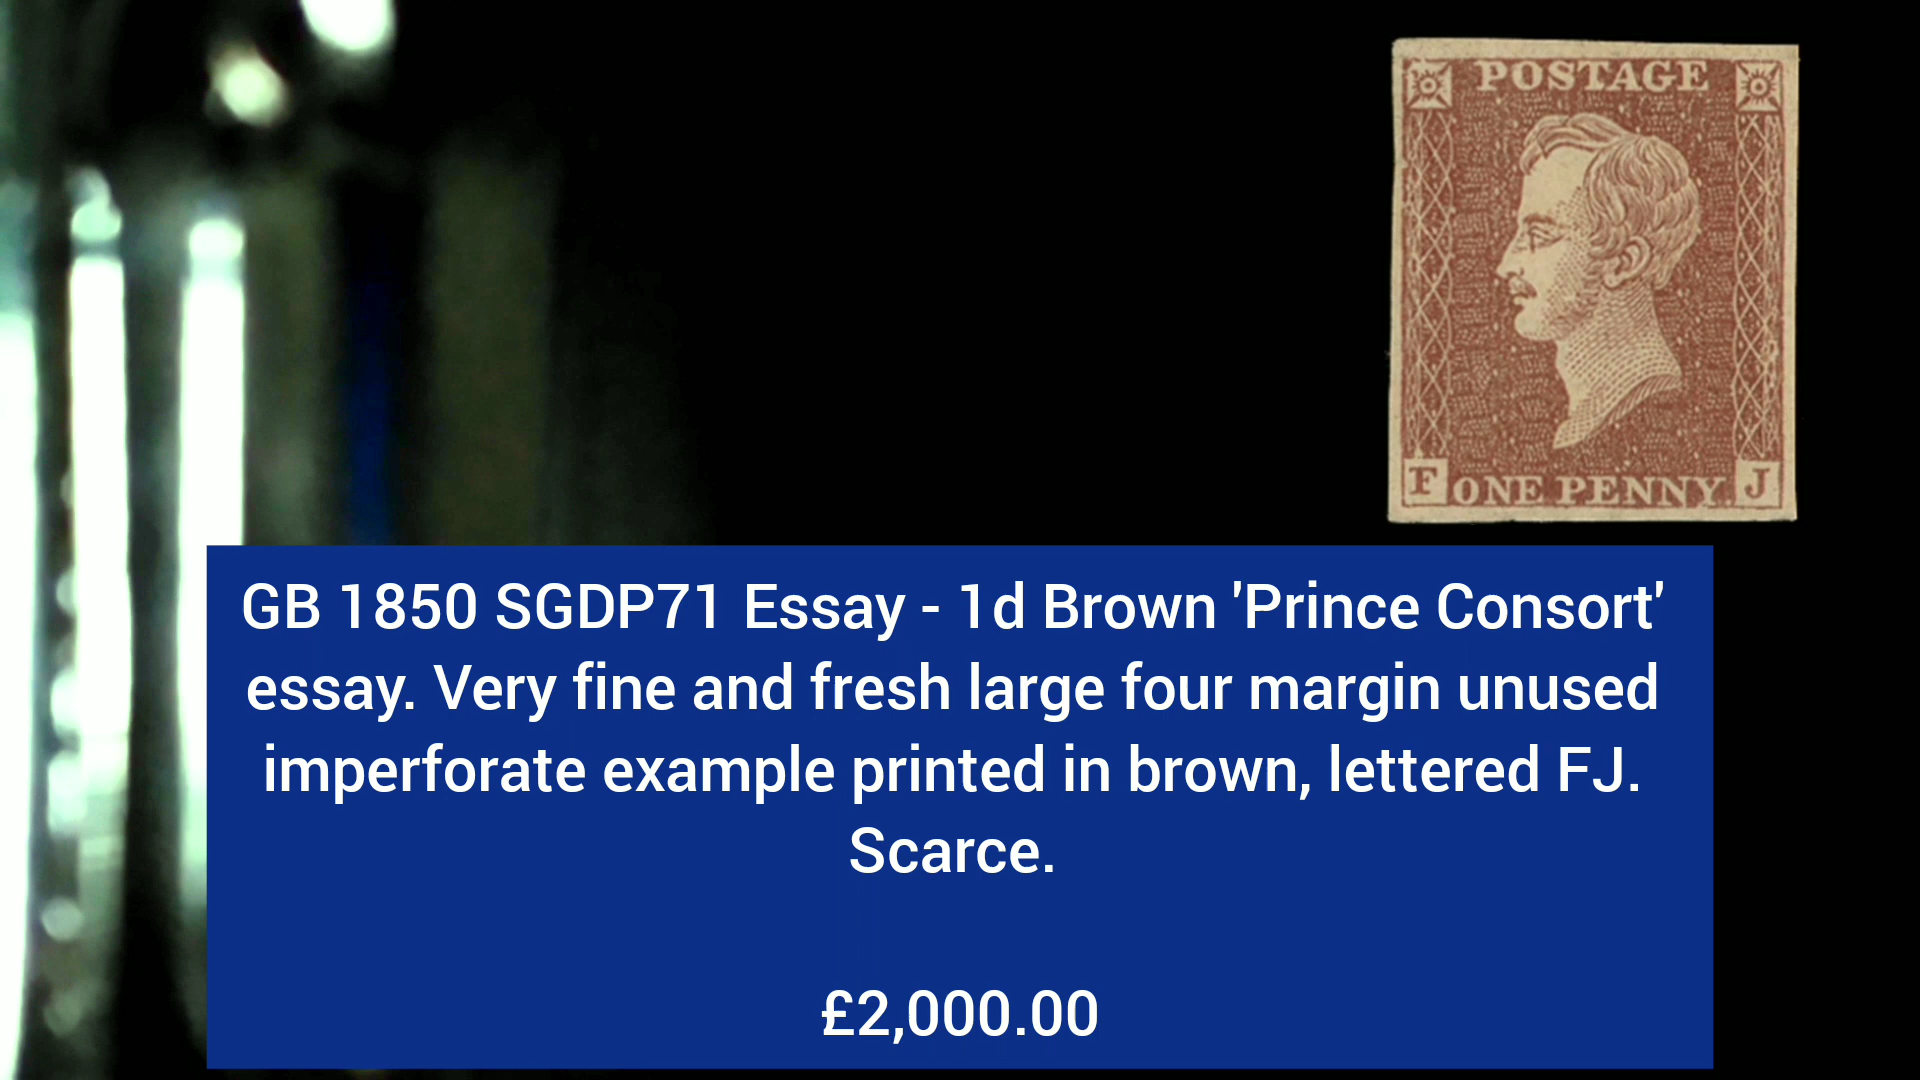 POSTAGE
F ONE PENNY J
GB 1850 SGDP71 Essay - 1d Brown 'Prince Consort'
essay. Very fine and fresh large four margin unused
imperforate example printed in brown, lettered FJ.
Scarce.
£2,000.00